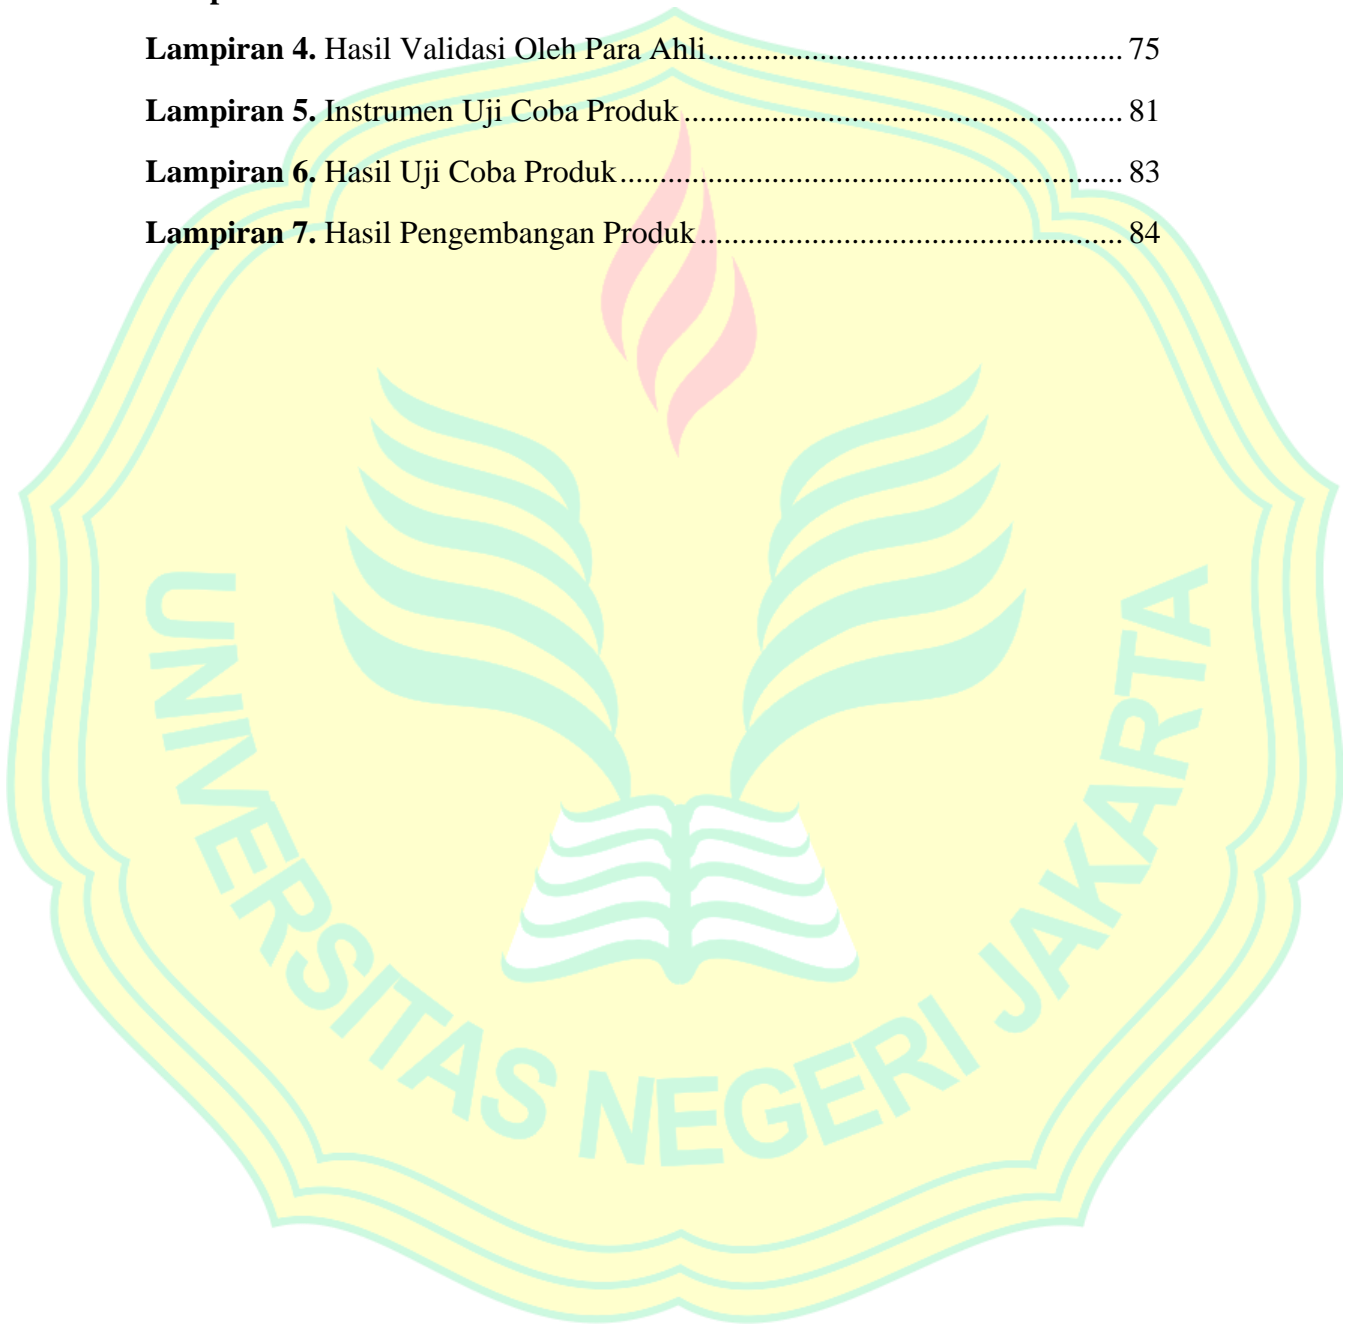 Lampiran 4. Hasil Validasi Oleh Para Ahli.................................................... 75
Lampiran 5. Instrumen Uji Coba Produk....................................................... 81
Lampiran 6. Hasil Uji Coba Produk............................................................... 83
Lampiran 7. Hasil Pengembangan Produk..................................................... 84
UNIVERSITAS NEGERI JAKARTA